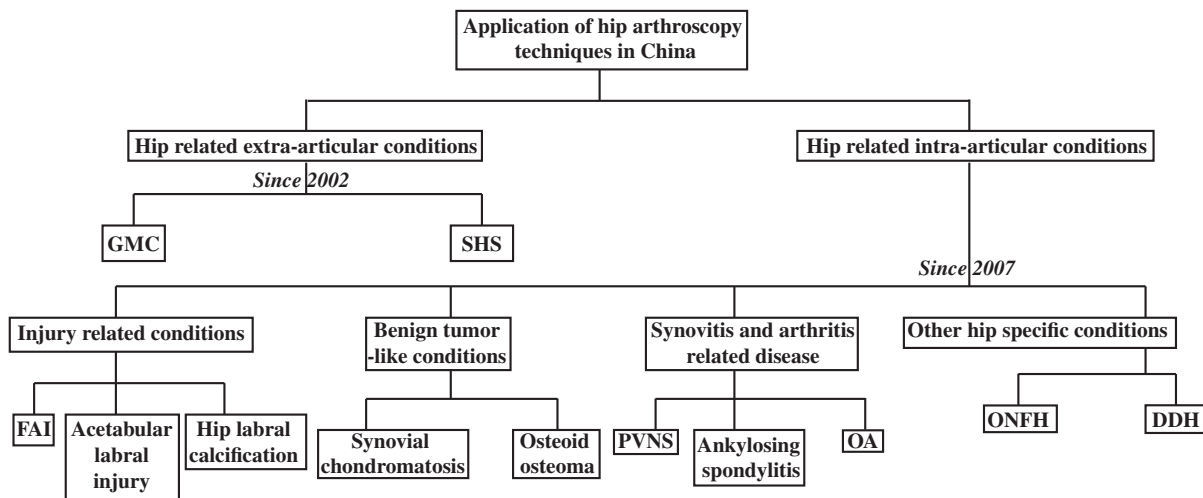 Application of hip arthroscopy
techniques in China
Hip related extra-articular conditions
Hip related intra-articular conditions
Since 2002
GMC
SHS
Since 2007
Injury related conditions
Benign tumor
-like conditions
Synovitis and arthritis
related disease
Other hip specific conditions
FAI
Acetabular
labral
injury
Hip labral
calcification
Synovial
chondromatosis
Osteoid
osteoma
PVNS
Ankylosing
spondylitis
OA
ONFH
DDH